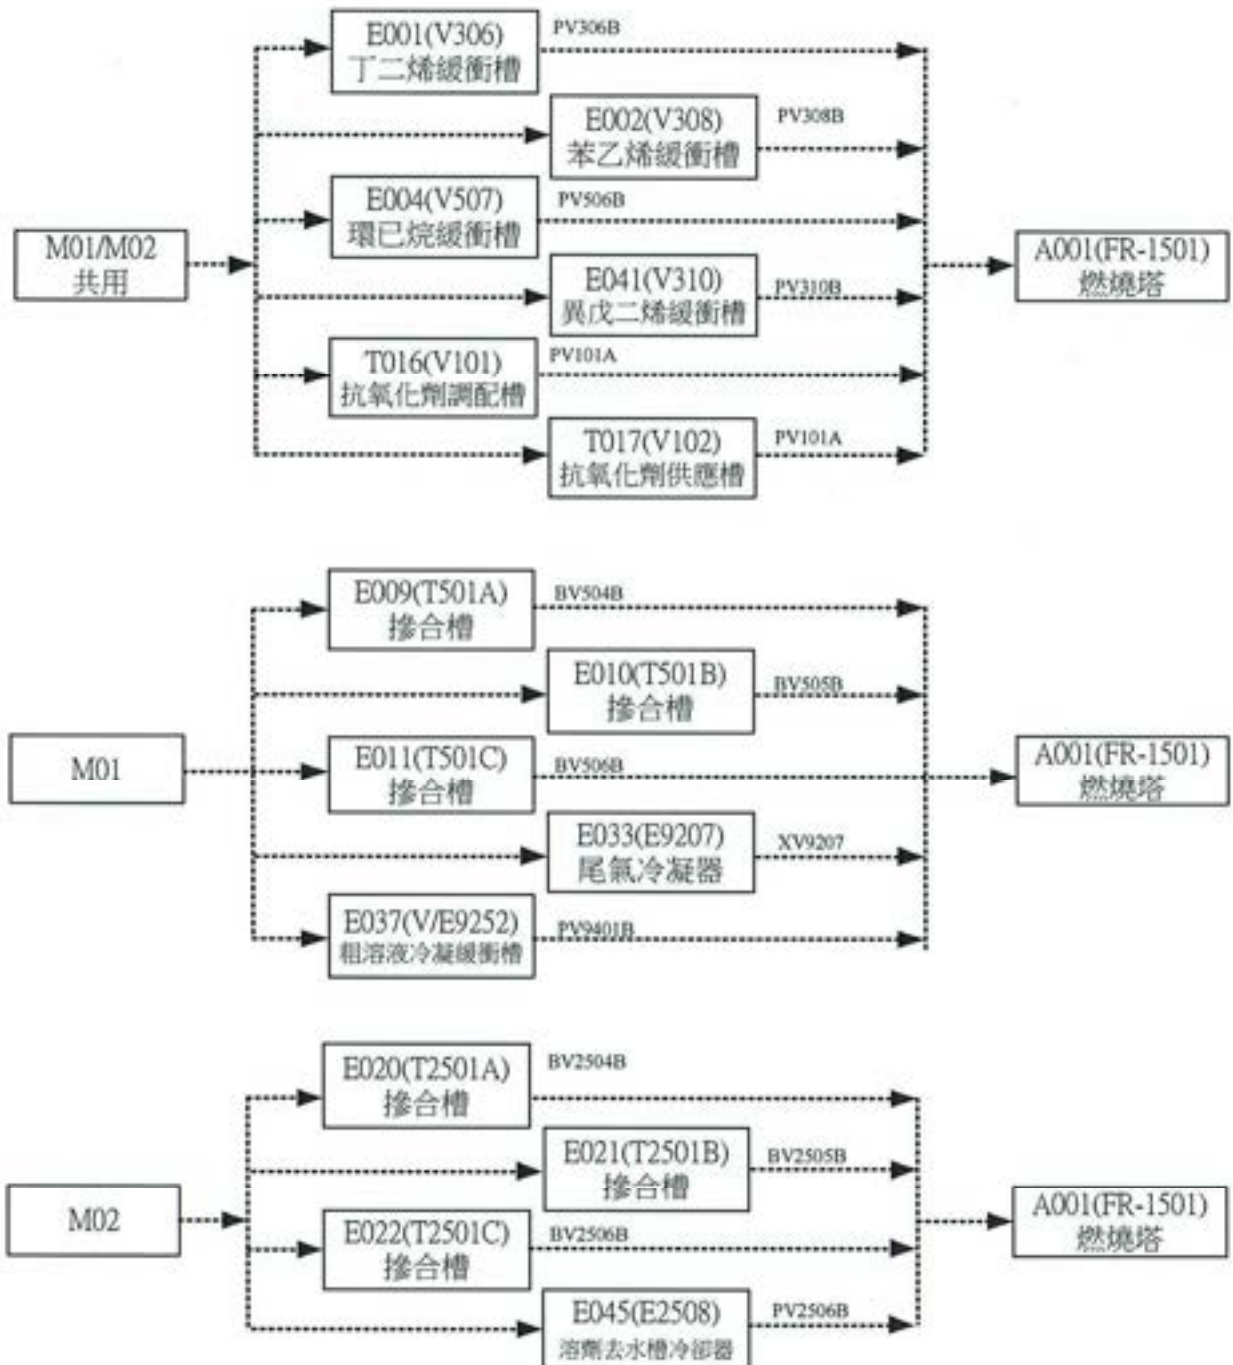 E001(V306)
丁二烯緩衝槽
PV306B
E002(V308)
苯乙烯緩衝槽
PV308B
E004(V507)
環已烷緩衝槽
PV506B
M01/M02
共用
E041(V310)
異戊二烯緩衝槽
PV310B
A001(FR-1501)
燃燒塔
T016(V101)
抗氧化劑調配槽
PV101A
T017(V102)
抗氧化劑供應槽
PV101A
E009(T501A)
摻合槽
BV504B
E010(T501B)
摻合槽
BV505B
M01
E011(T501C)
摻合槽
BV506B
A001(FR-1501)
燃燒塔
E033(E9207)
尾氣冷凝器
XV9207
E037(V/E9252)
粗溶液冷凝緩衝槽
PV9401B
E020(T2501A)
摻合槽
BV2504B
E021(T2501B)
摻合槽
BV2505B
M02
E022(T2501C)
摻合槽
BV2506B
A001(FR-1501)
燃燒塔
E045(E2508)
溶劑去水槽冷卻器
PV2506B